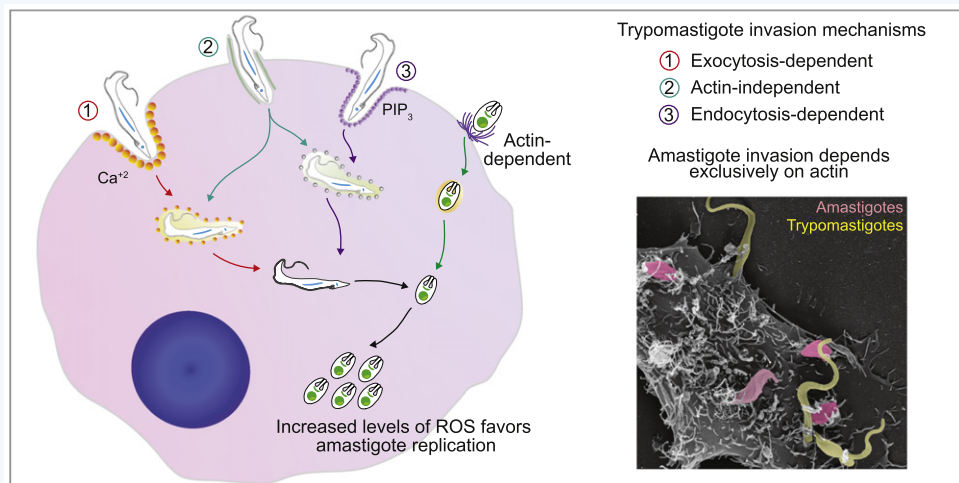 1
2
3
Ca+2
PIP3
Actin-
dependent
Increased levels of ROS favors
amastigote replication
Trypomastigote invasion mechanisms
1 Exocytosis-dependent
2 Actin-independent
3 Endocytosis-dependent
Amastigote invasion depends
exclusively on actin
Amastigotes
Trypomastigotes